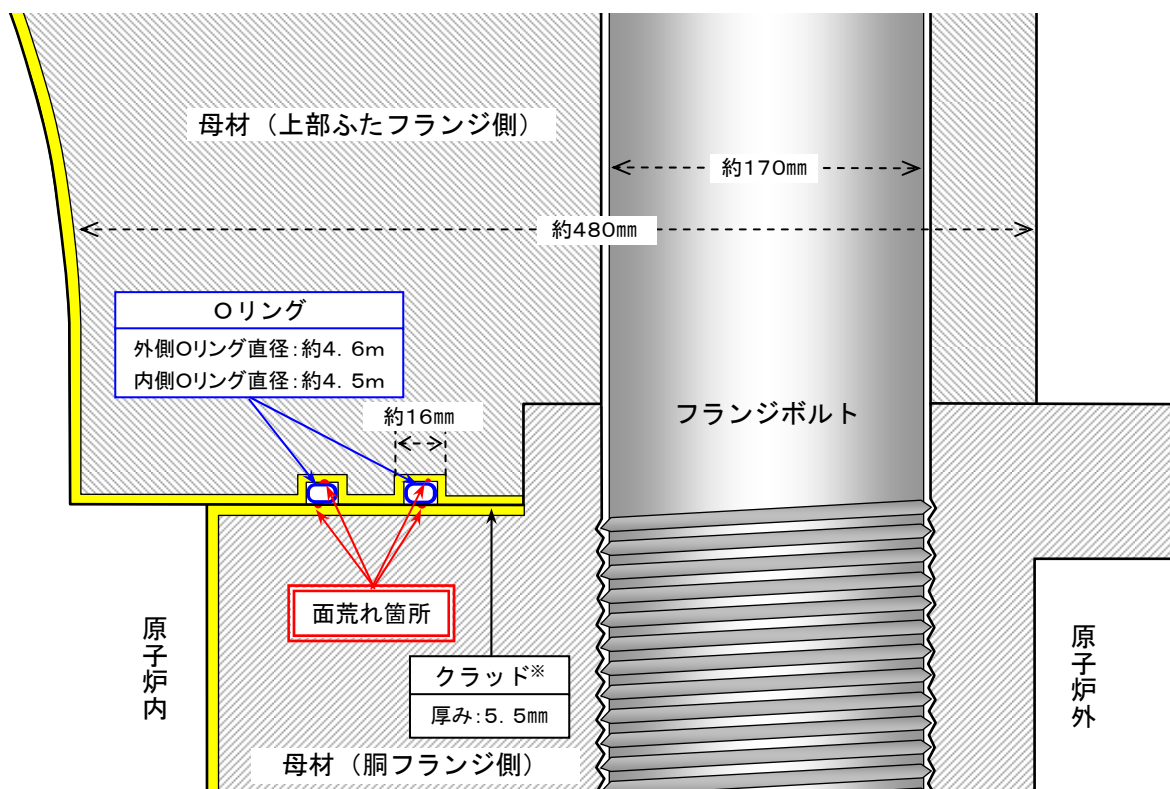 母材（上部ふたフランジ側）
約170㎜
約480㎜
Oリング
外側Oリング直径：約4．6m
内側Oリング直径：約4．5m
約16㎜
フランジボルト
面荒れ箇所
クラッド※
厚み：5．5㎜
原子炉内
原子炉外
母材（胴フランジ側）